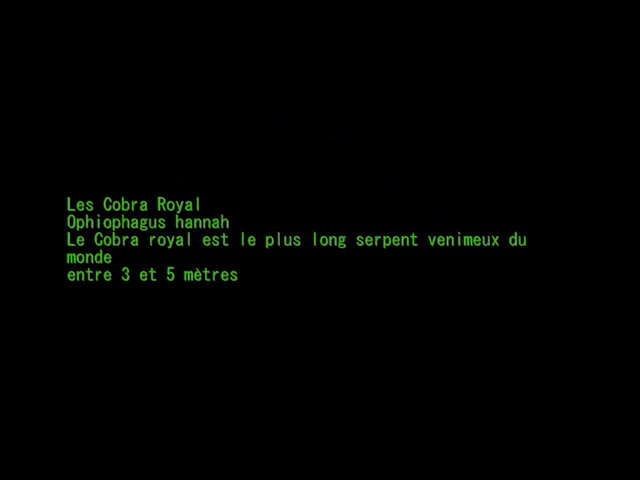 Les Cobra Royal
Ophiophagus hannah
Le Cobra royal est le plus long serpent venimeux du
monde
entre 3 et 5 mètres